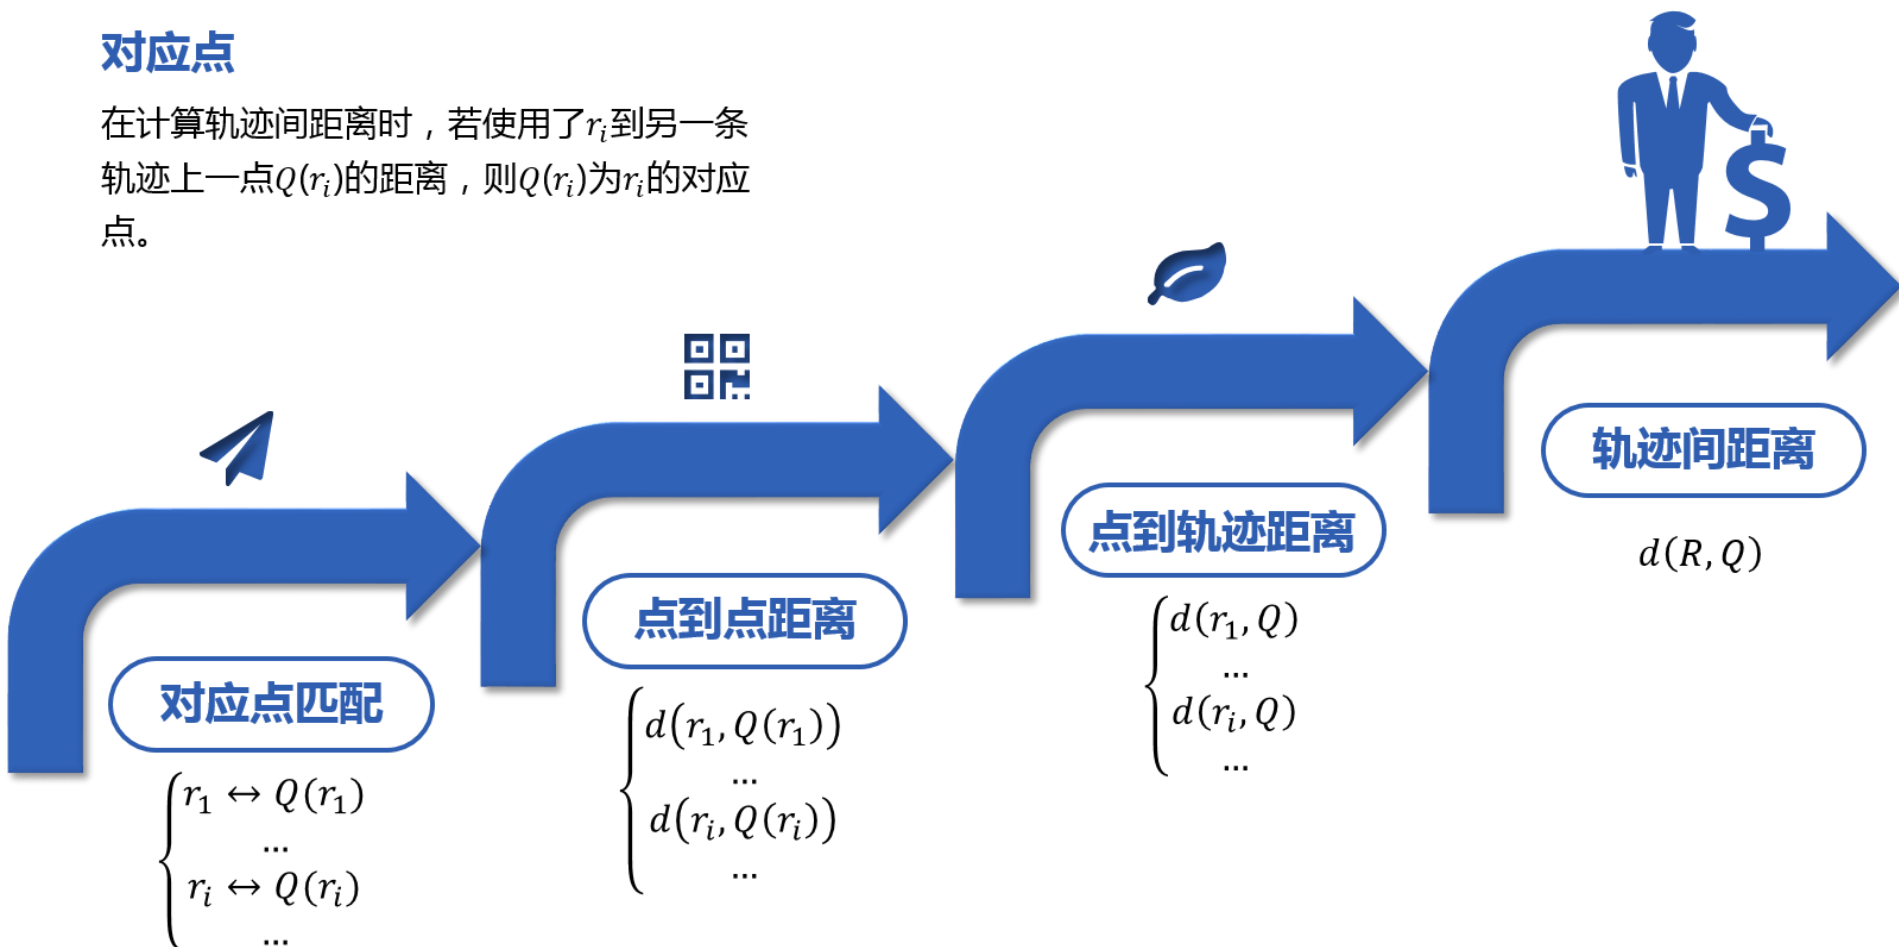 对应点
在计算轨迹间距离时，若使用了rᵢ到另一条
轨迹上一点Q(rᵢ)的距离，则Q(rᵢ)为rᵢ的对应
点。
对应点匹配
r₁ ↔ Q(r₁)
...
rᵢ ↔ Q(rᵢ)
...
点到点距离
d(r₁, Q(r₁))
...
d(rᵢ, Q(rᵢ))
...
点到轨迹距离
d(r₁, Q)
...
d(rᵢ, Q)
...
轨迹间距离
d(R, Q)
$